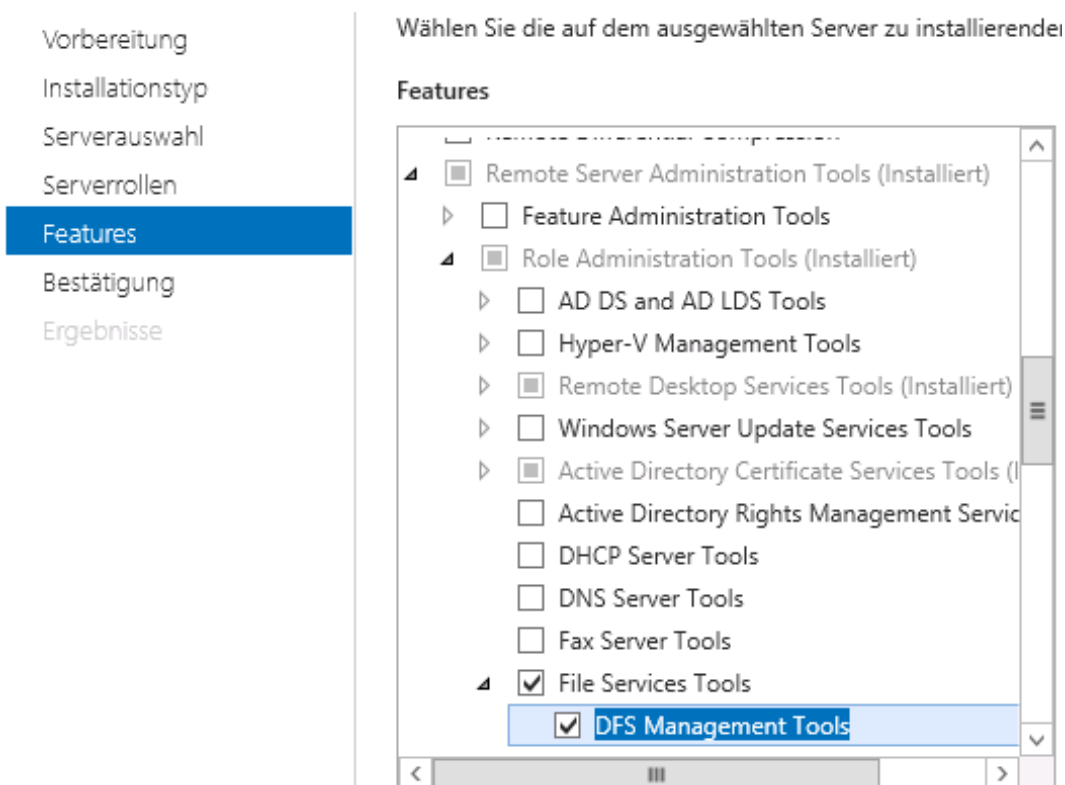 Vorbereitung
Installationstyp
Serverauswahl
Serverrollen
Features
Bestätigung
Ergebnisse
Wählen Sie die auf dem ausgewählten Server zu
Features
Remote Server Administration Tools (Installiert)
Feature Administration Tools
Role Administration Tools (Installiert)
AD DS and AD LDS Tools
Hyper-V Management Tools
Remote Desktop Services Tools (Installiert)
Windows Server Update Services Tools
Active Directory Certificate Services Tools (I
Active Directory Rights Management Servic
DHCP Server Tools
DNS Server Tools
Fax Server Tools
File Services Tools
DFS Management Tools